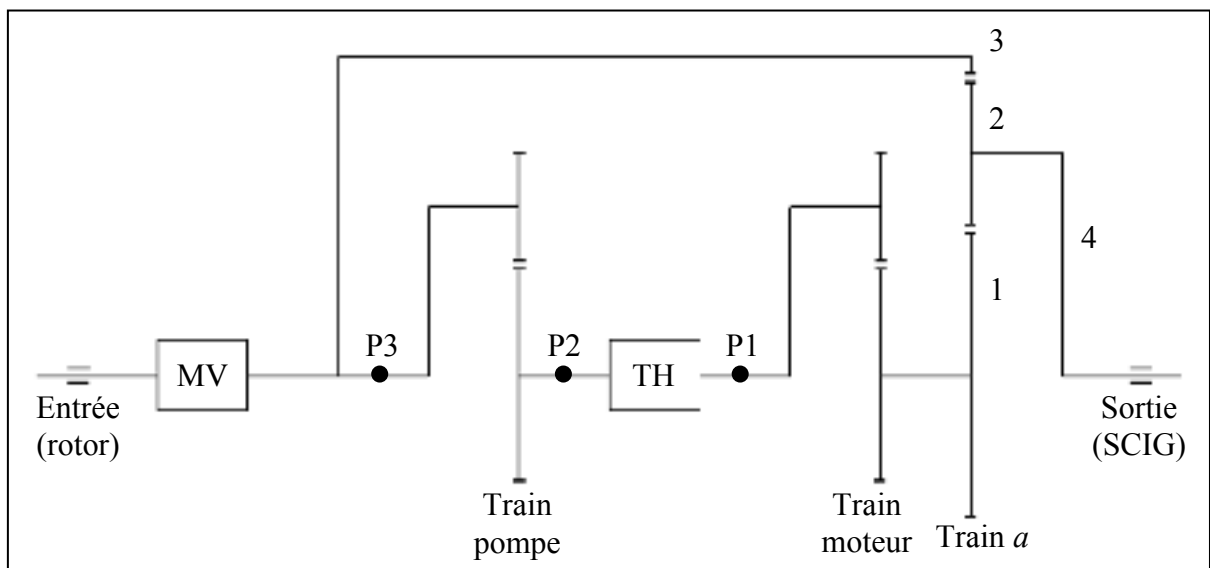 3
2
4
1
P3
P2
P1
MV
TH
Entrée
(rotor)
Sortie
(SCIG)
Train
pompe
Train
moteur
Train a